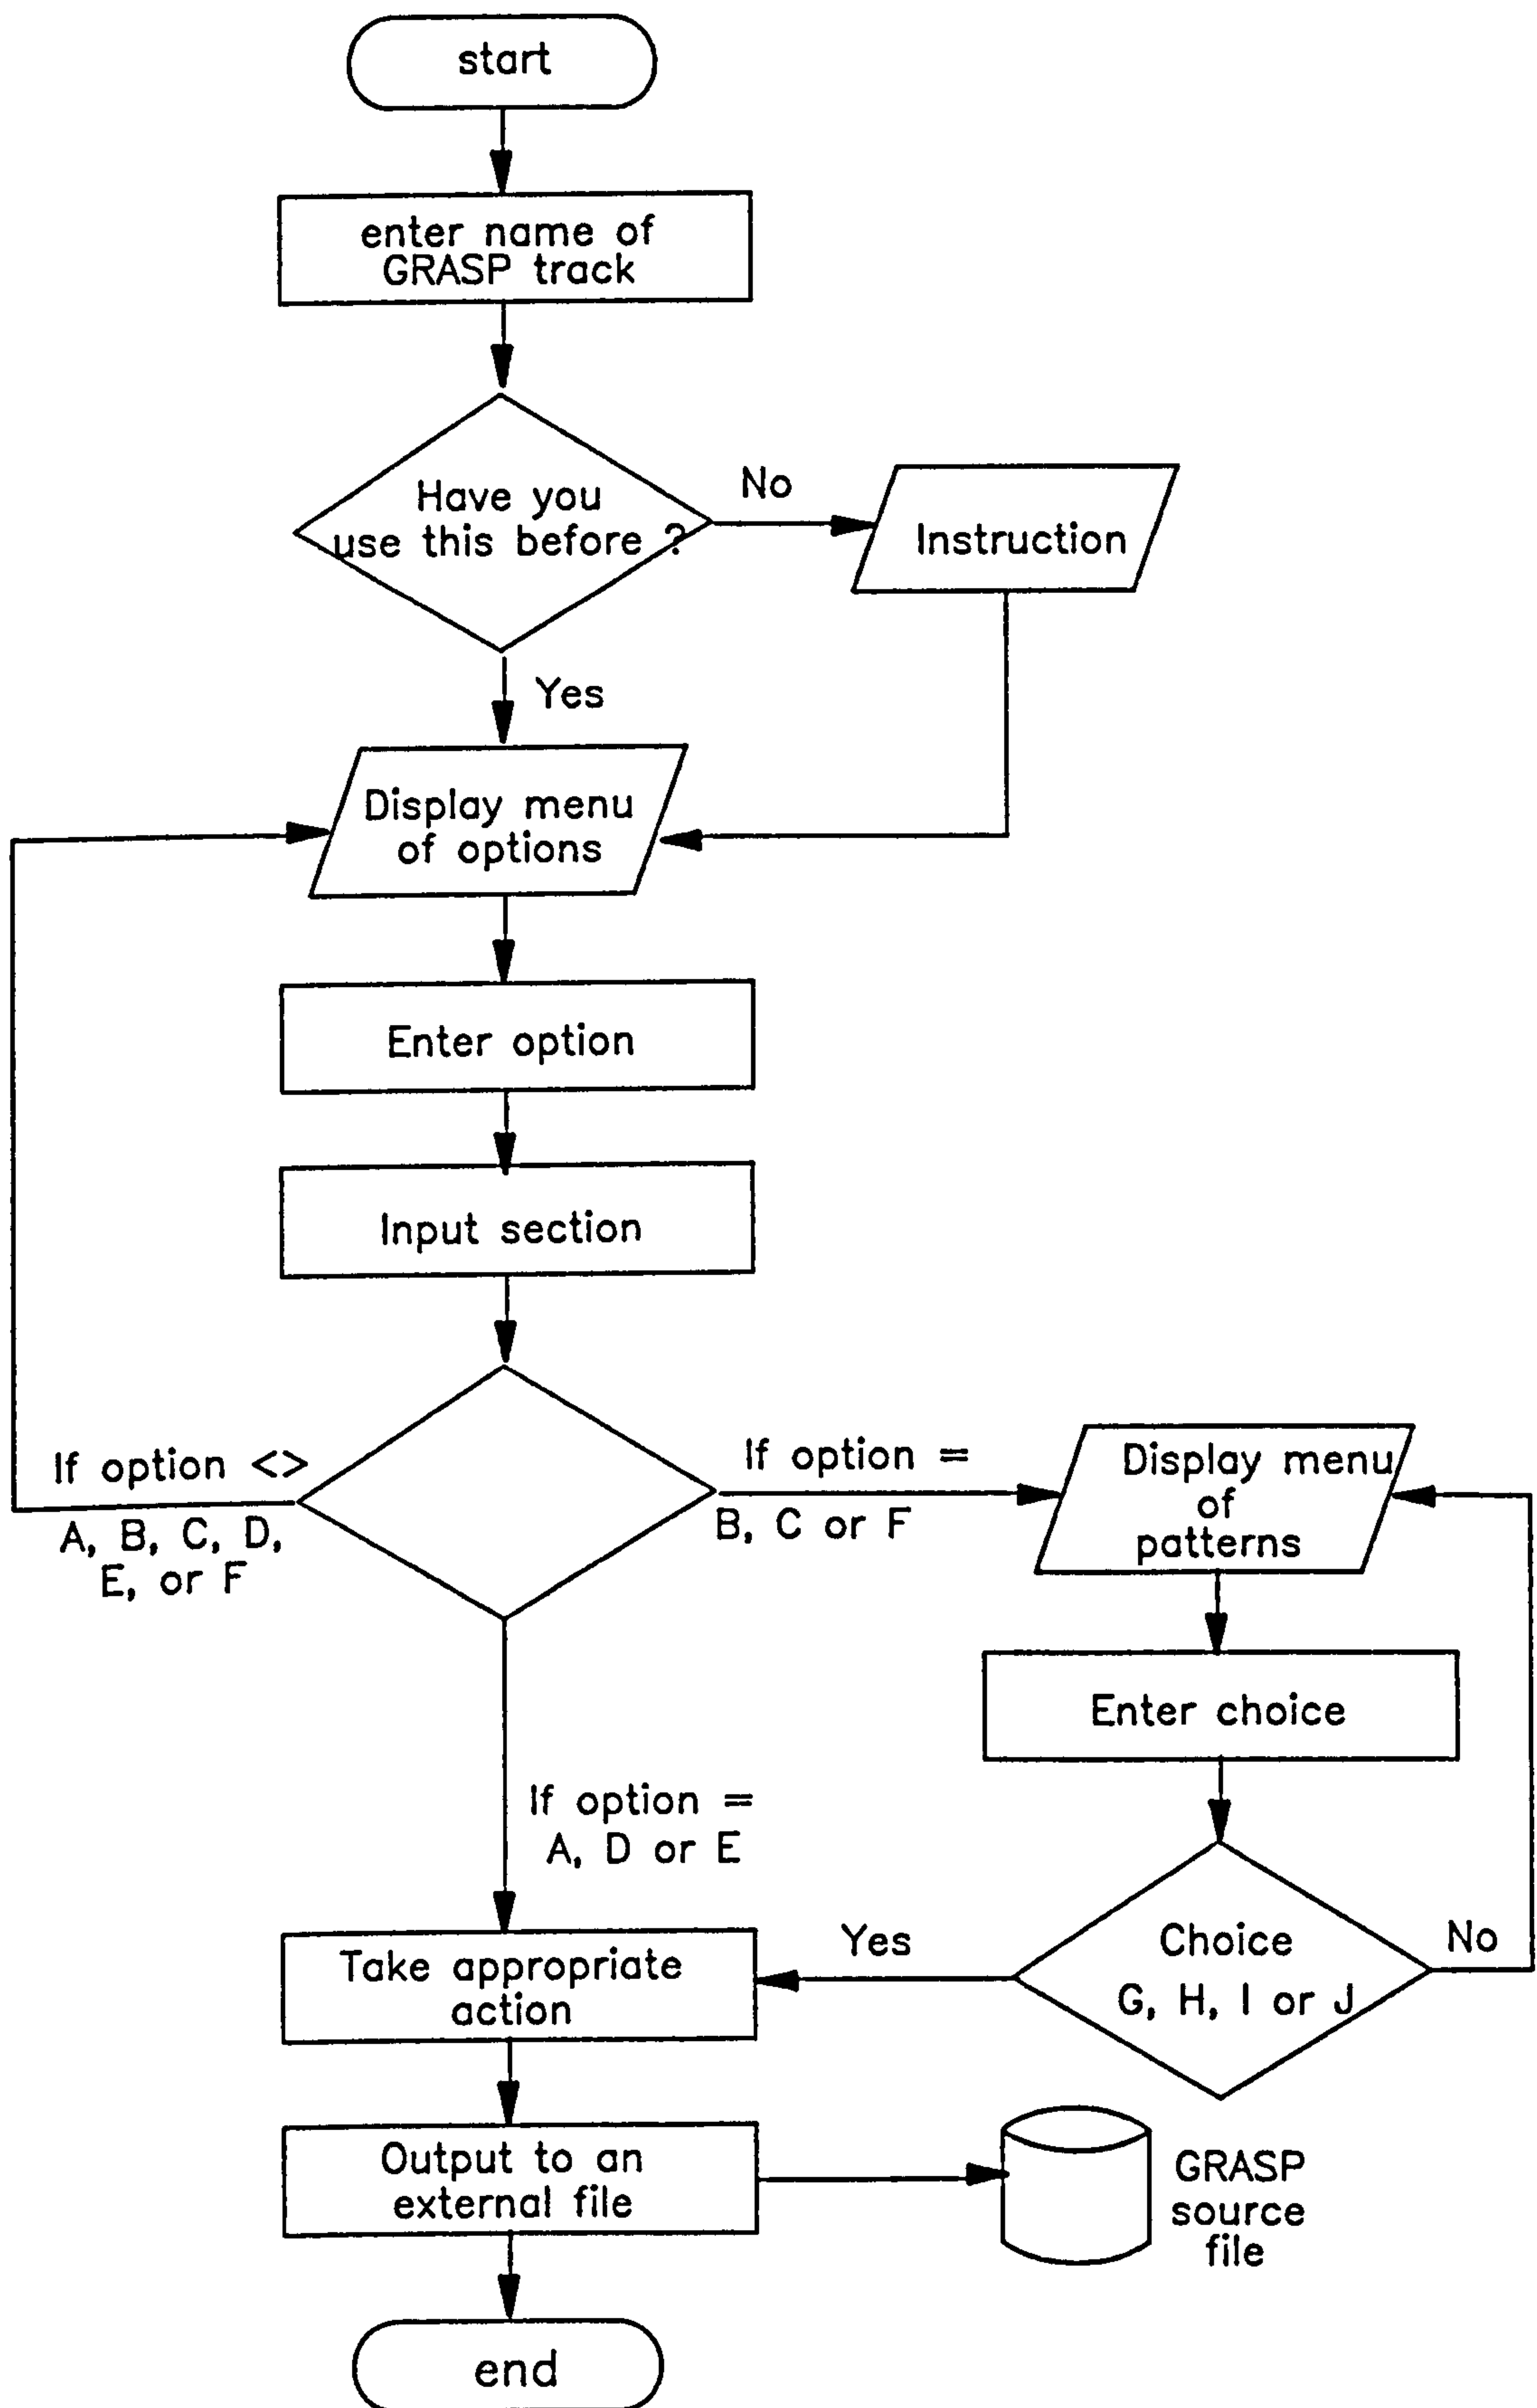 start
enter name of
GRASP track
Have you
use this before ?
No
Instruction
Yes
Display menu
of options
Enter option
Input section
If option <>
A, B, C, D,
E, or F
If option =
B, C or F
Display menu
of
patterns
Enter choice
If option =
A, D or E
Choice
G, H, I or J
No
Yes
Take appropriate
action
Output to an
external file
GRASP
source
file
end